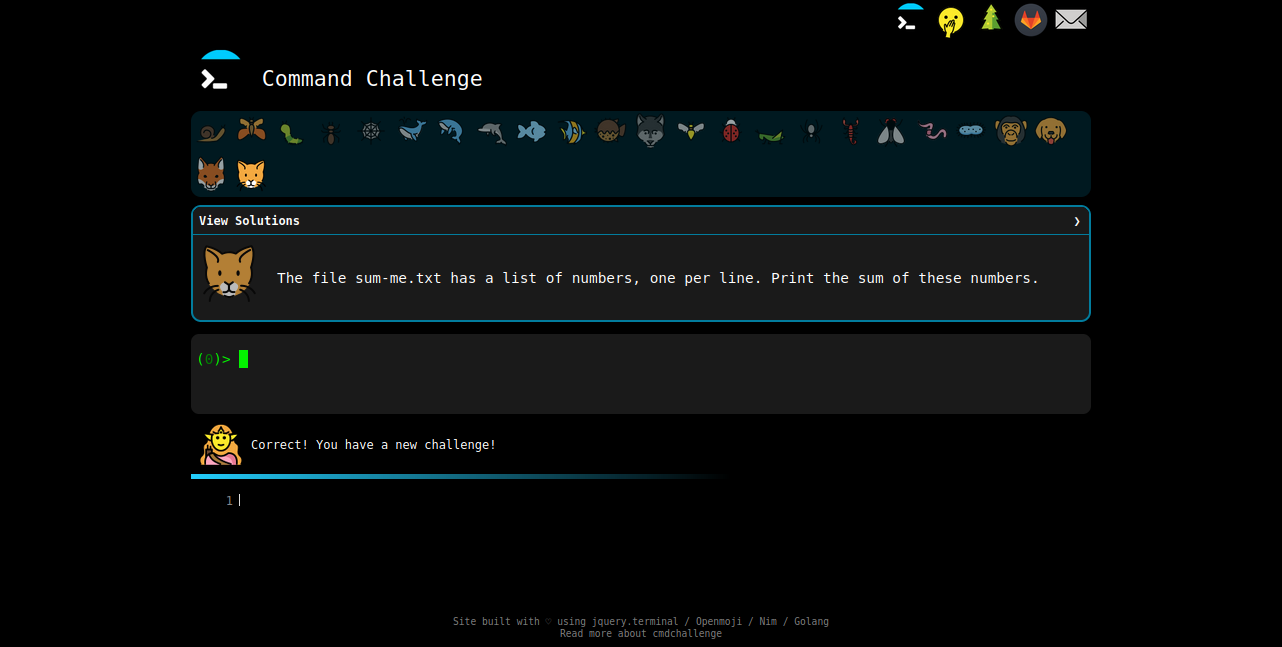 Command Challenge
View Solutions ❯
The file sum-me.txt has a list of numbers, one per line. Print the sum of these numbers.
(0)>
Correct! You have a new challenge!
1
Site built with ♡ using jquery.terminal / Openmoji / Nim / Golang
Read more about cmdchallenge